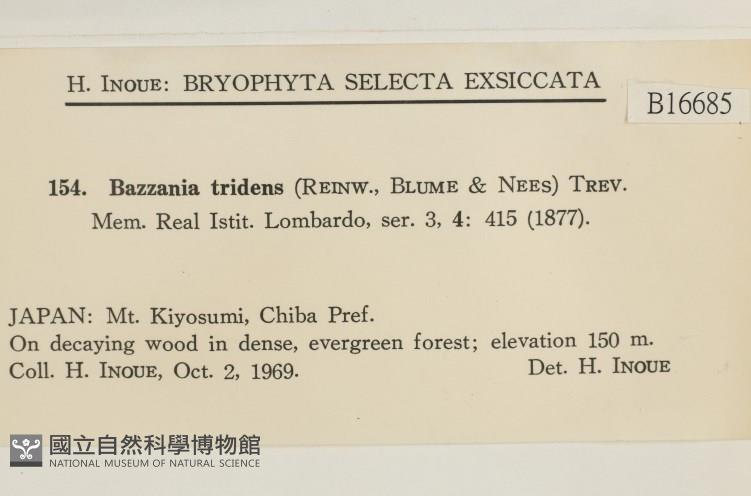 H. INOUE: BRYOPHYTA SELECTA EXSICCATA
B16685
154. Bazzania tridens (REINW., BLUME & NEES) TREV.
Mem. Real Istit. Lombardo, ser. 3, 4: 415 (1877).
JAPAN: Mt. Kiyosumi, Chiba Pref.
On decaying wood in dense, evergreen forest; elevation 150 m.
Coll. H. INOUE, Oct. 2, 1969. Det. H. INOUE
國立自然科學博物館
NATIONAL MUSEUM OF NATURAL SCIENCE